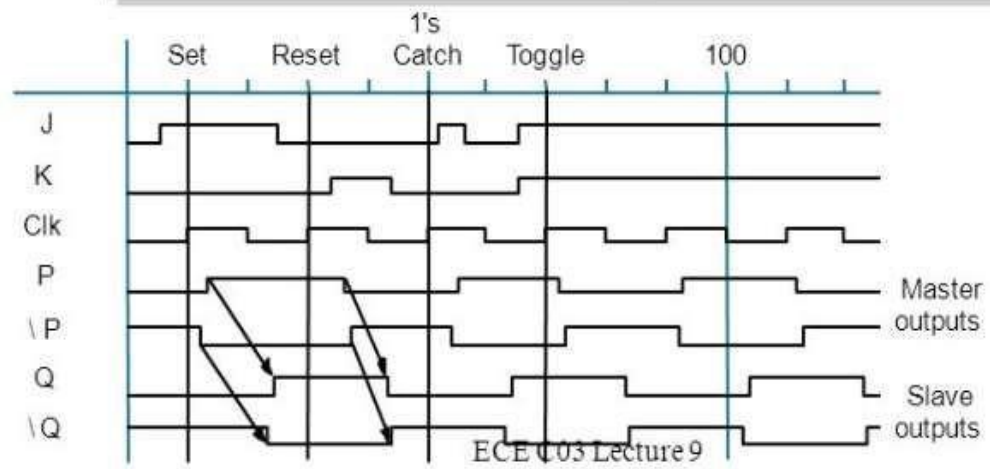 1's
Set Reset Catch Toggle 100
J
K
Clk
P
\ P
Master
outputs
Q
\ Q
Slave
outputs
ECE C03 Lecture 9